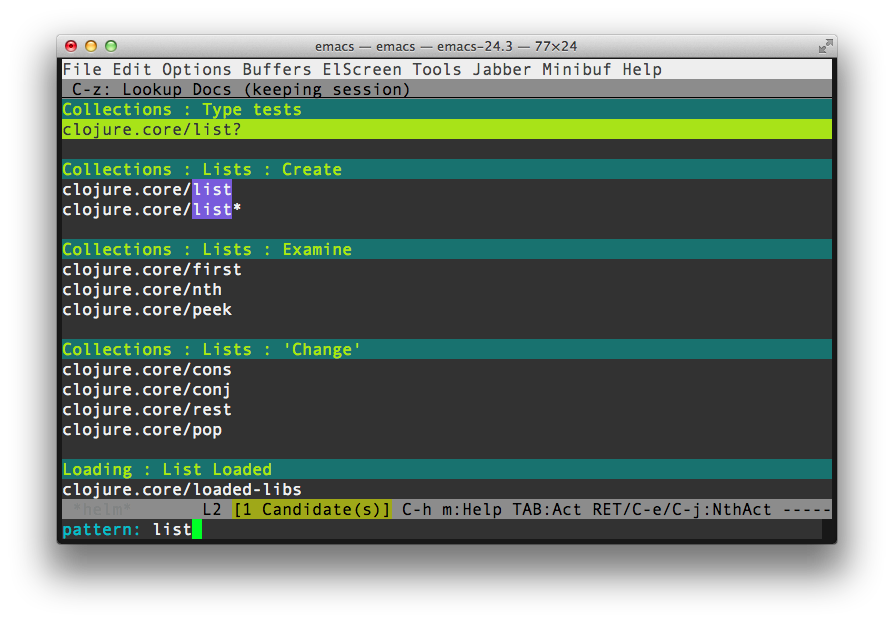 emacs — emacs — emacs-24.3 — 77×24
File Edit Options Buffers ElScreen Tools Jabber Minibuf Help
C-z: Lookup Docs (keeping session)
Collections : Type tests
clojure.core/list?
Collections : Lists : Create
clojure.core/list
clojure.core/list*
Collections : Lists : Examine
clojure.core/first
clojure.core/nth
clojure.core/peek
Collections : Lists : 'Change'
clojure.core/cons
clojure.core/conj
clojure.core/rest
clojure.core/pop
Loading : List Loaded
clojure.core/loaded-libs
*helm* L2 [1 Candidate(s)] C-h m:Help TAB:Act RET/C-e/C-j:NthAct -----
pattern: list